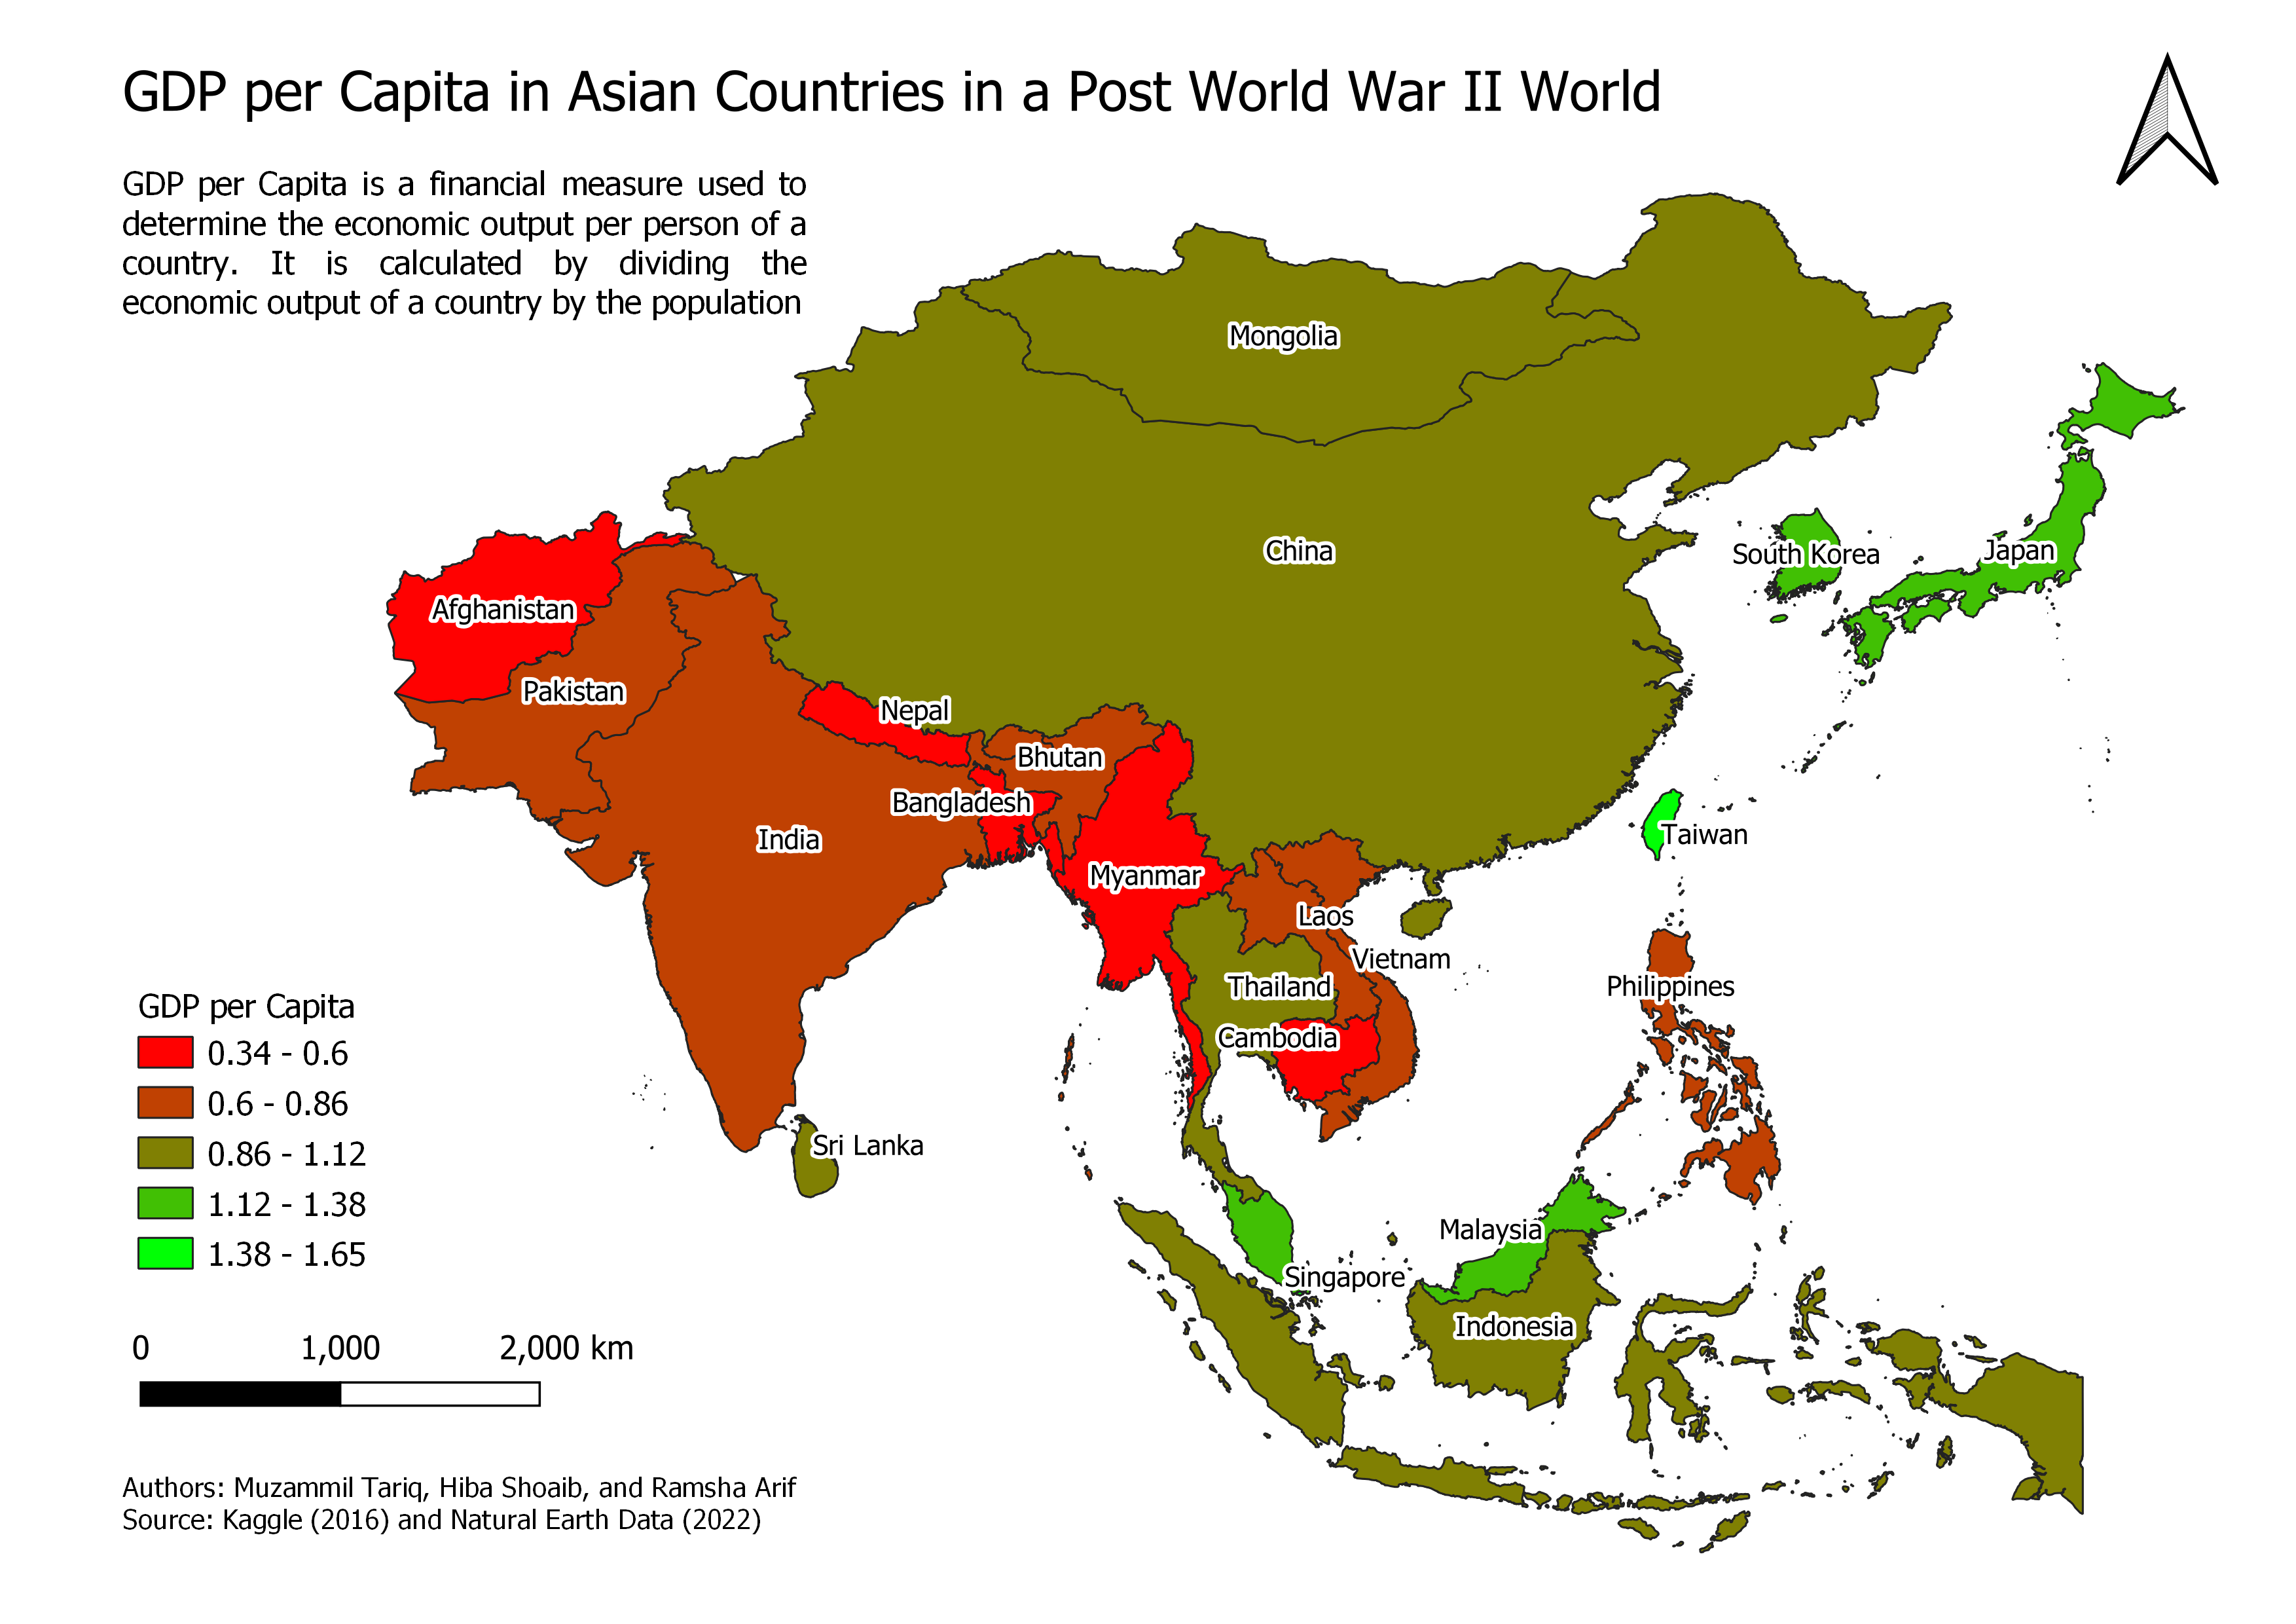 GDP per Capita in Asian Countries in a Post World War II World
GDP per Capita is a financial measure used to
determine the economic output per person of a
country. It is calculated by dividing the
economic output of a country by the population
Mongolia
China
South Korea
Japan
Afghanistan
Pakistan
Nepal
Bhutan
Bangladesh
India
Taiwan
Myanmar
Laos
Vietnam
Thailand
Philippines
Cambodia
Sri Lanka
Malaysia
Singapore
Indonesia
GDP per Capita
0.34 - 0.6
0.6 - 0.86
0.86 - 1.12
1.12 - 1.38
1.38 - 1.65
0 1,000 2,000 km
Authors: Muzammil Tariq, Hiba Shoaib, and Ramsha Arif
Source: Kaggle (2016) and Natural Earth Data (2022)